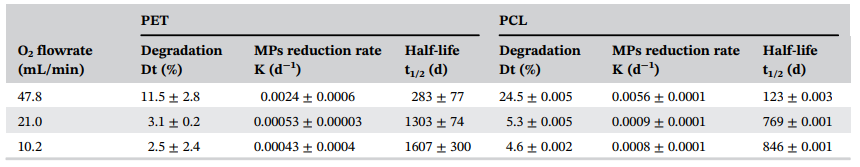 PET PCL
O₂ flowrate Degradation MPs reduction rate Half-life Degradation MPs reduction rate Half-life
(mL/min) Dt (%) K (d⁻¹) t₁/₂ (d) Dt (%) K (d⁻¹) t₁/₂ (d)
47.8 11.5 ± 2.8 0.0024 ± 0.0006 283 ± 77 24.5 ± 0.005 0.0056 ± 0.0001 123 ± 0.003
21.0 3.1 ± 0.2 0.00053 ± 0.00003 1303 ± 74 5.3 ± 0.005 0.0009 ± 0.0001 769 ± 0.001
10.2 2.5 ± 2.4 0.00043 ± 0.0004 1607 ± 300 4.6 ± 0.002 0.0008 ± 0.0001 846 ± 0.001